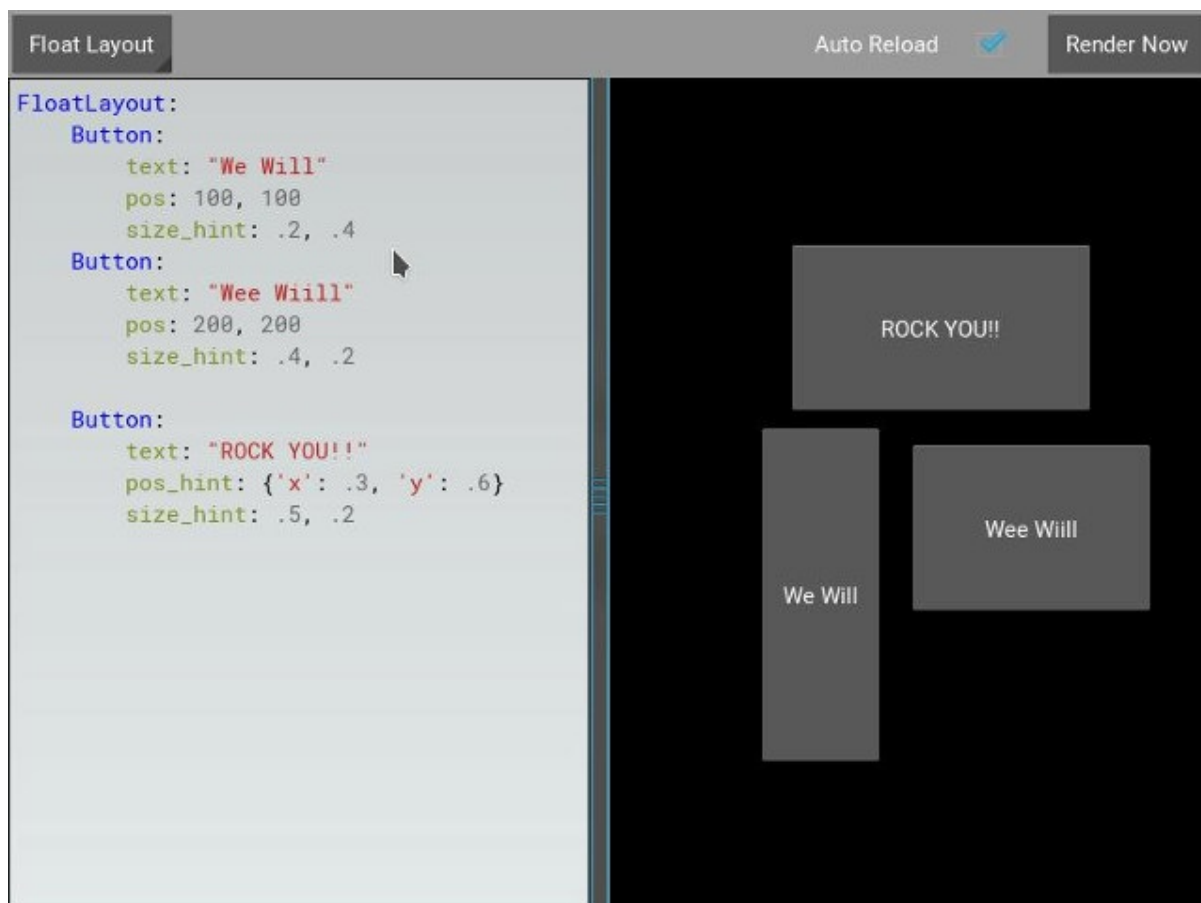 Float Layout
Auto Reload
Render Now
FloatLayout:
    Button:
        text: "We Will"
        pos: 100, 100
        size_hint: .2, .4
    Button:
        text: "Wee Wiill"
        pos: 200, 200
        size_hint: .4, .2
    Button:
        text: "ROCK YOU!!"
        pos_hint: {'x': .3, 'y': .6}
        size_hint: .5, .2
ROCK YOU!!
Wee Wiill
We Will